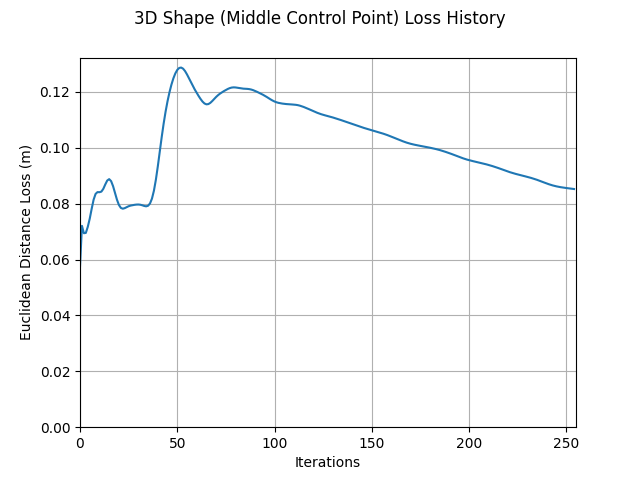 3D Shape (Middle Control Point) Loss History
Euclidean Distance Loss (m)
0.12
0.10
0.08
0.06
0.04
0.02
0.00
0 50 100 150 200 250
Iterations